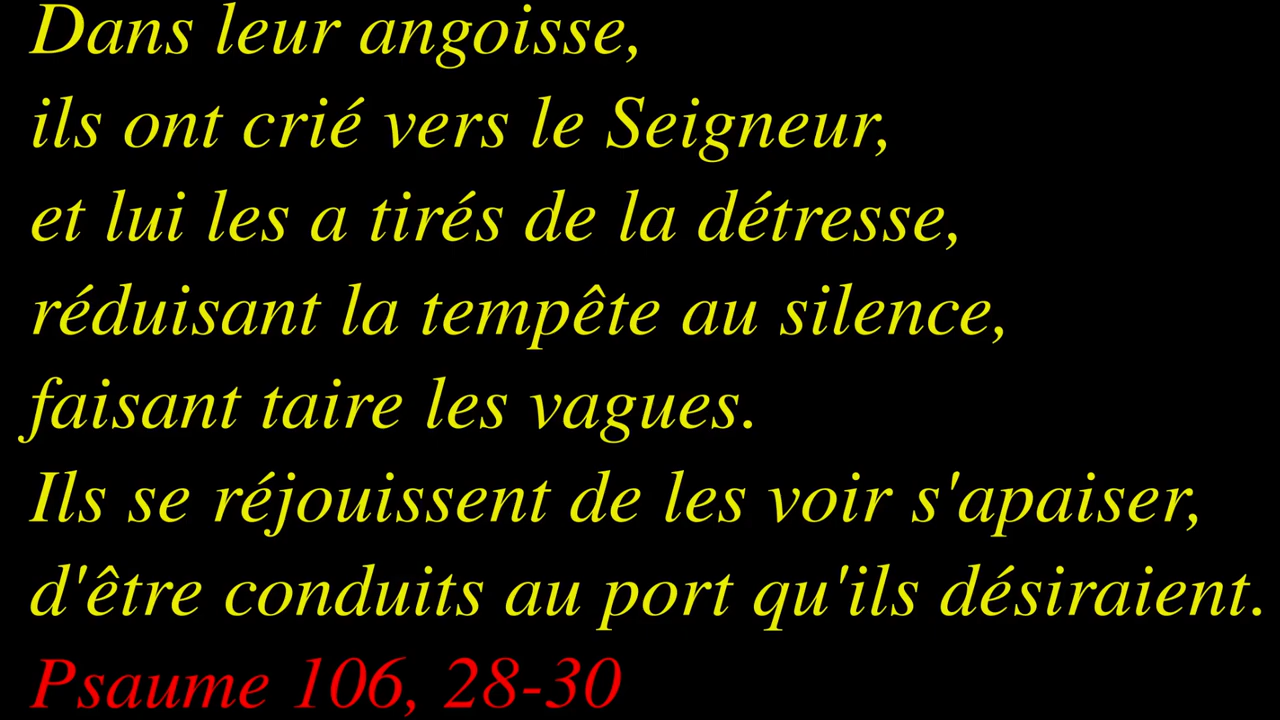 Dans leur angoisse,
ils ont crié vers le Seigneur,
et lui les a tirés de la détresse,
réduisant la tempête au silence,
faisant taire les vagues.
Ils se réjouissent de les voir s'apaiser,
d'être conduits au port qu'ils désiraient.
Psaume 106, 28-30